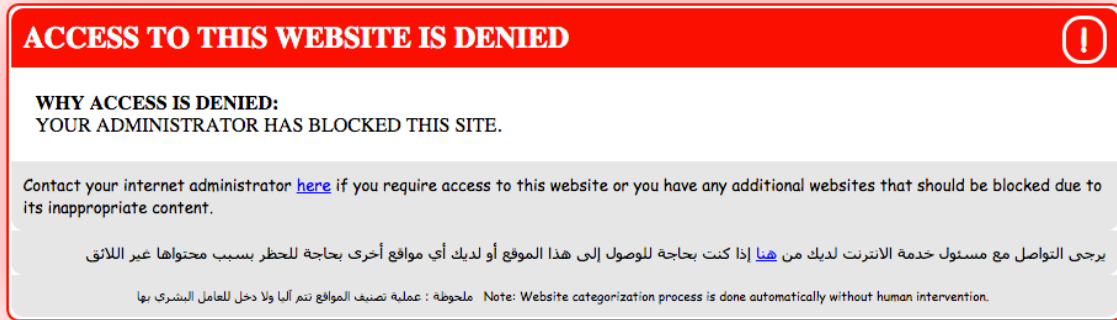 ACCESS TO THIS WEBSITE IS DENIED
WHY ACCESS IS DENIED:
YOUR ADMINISTRATOR HAS BLOCKED THIS SITE.
Contact your internet administrator here if you require access to this website or you have any additional websites that should be blocked due to
its inappropriate content.
يرجى التواصل مع مسئول خدمة الانترنت لديك من هنا إذا كنت بحاجة للوصول إلى هذا الموقع أو لديك أي مواقع أخرى بحاجة للحظر بسبب محتواها غير اللائق
ملحوظة : عملية تصنيف المواقع تتم آليا ولا دخل للعامل البشري بها Note: Website categorization process is done automatically without human intervention.